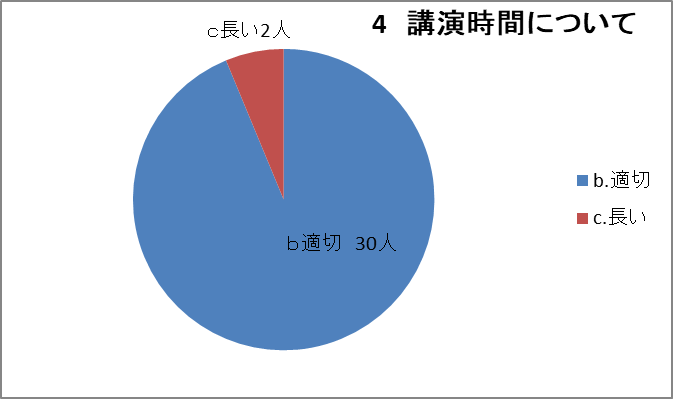 4　講演時間について
ｃ長い2人
ｂ適切　30人
b.適切
c.長い